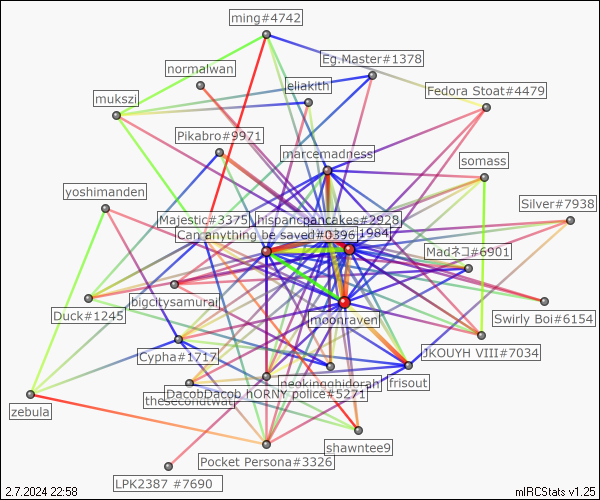 ming#4742
Eg.Master#1378
normalwan
eliakith
Fedora Stoat#4479
mukszi
Pikabro#9971
marcemadness
somass
yoshimanden
Silver#7938
Majestic#3375
hispanicpancakes#2928
Can anything be saved#0396
1984
Madネコ#6901
bigcitysamurai
Duck#1245
moonraven
Swirly Boi#6154
JKOUYH VIII#7034
Cypha#1717
neokingghidorah
frisout
DacobDacob hORNY police#5271
zebula
shawntee9
Pocket Persona#3326
LPK2387 #7690
2.7.2024 22:58
mIRCStats v1.25